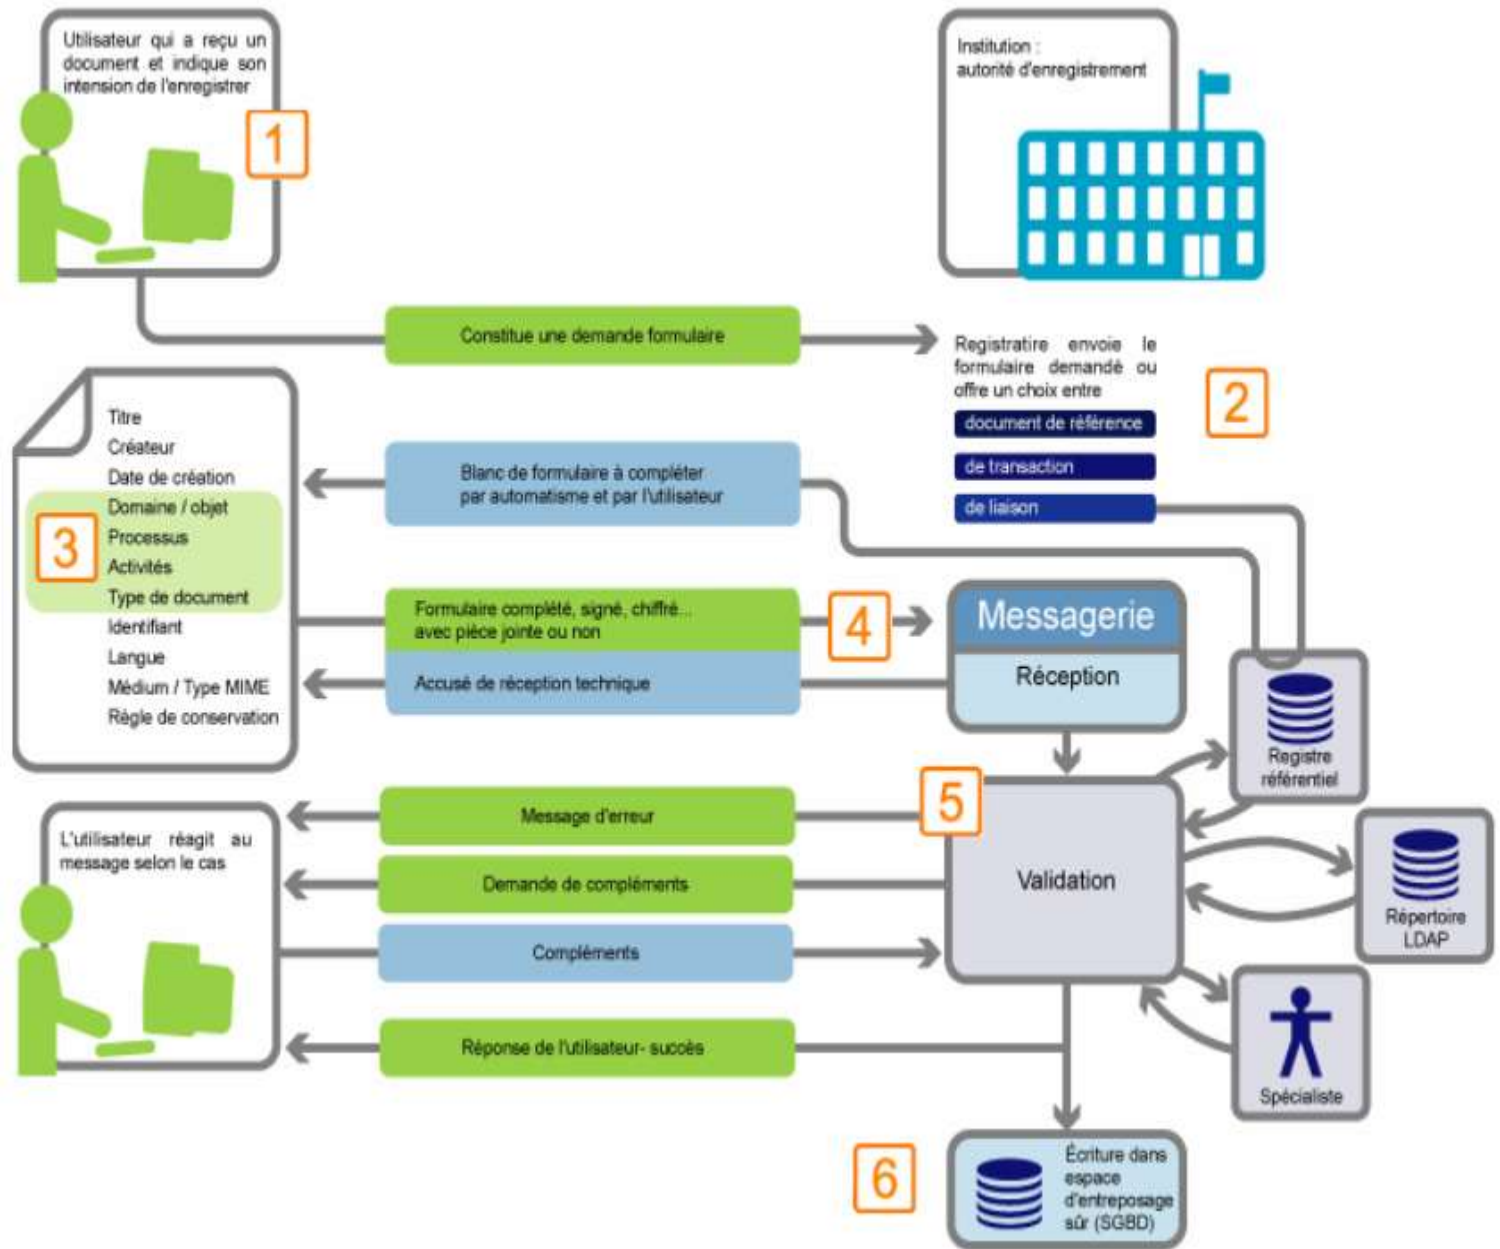 Utilisateur qui a reçu un
document et indique son
intension de l'enregistrer
1
Institution :
autorité d'enregistrement
Constitue une demande formulaire
Registratire envoie le
formulaire demandé ou
offre un choix entre
document de référence
de transaction
de liaison
2
Titre
Créateur
Date de création
Domaine / objet
Processus
Activités
Type de document
Identifiant
Langue
Médium / Type MIME
Règle de conservation
3
Blanc de formulaire à compléter
par automatisme et par l'utilisateur
Formulaire complété, signé, chiffré...
avec pièce jointe ou non
4
Accusé de réception technique
Messagerie
Réception
Registre
référentiel
5
Validation
Message d'erreur
Demande de compléments
Compléments
Réponse de l'utilisateur- succès
L'utilisateur réagit au
message selon le cas
Répertoire
LDAP
Spécialiste
6
Écriture dans
espace
d'entreposage
sûr (SGBD)